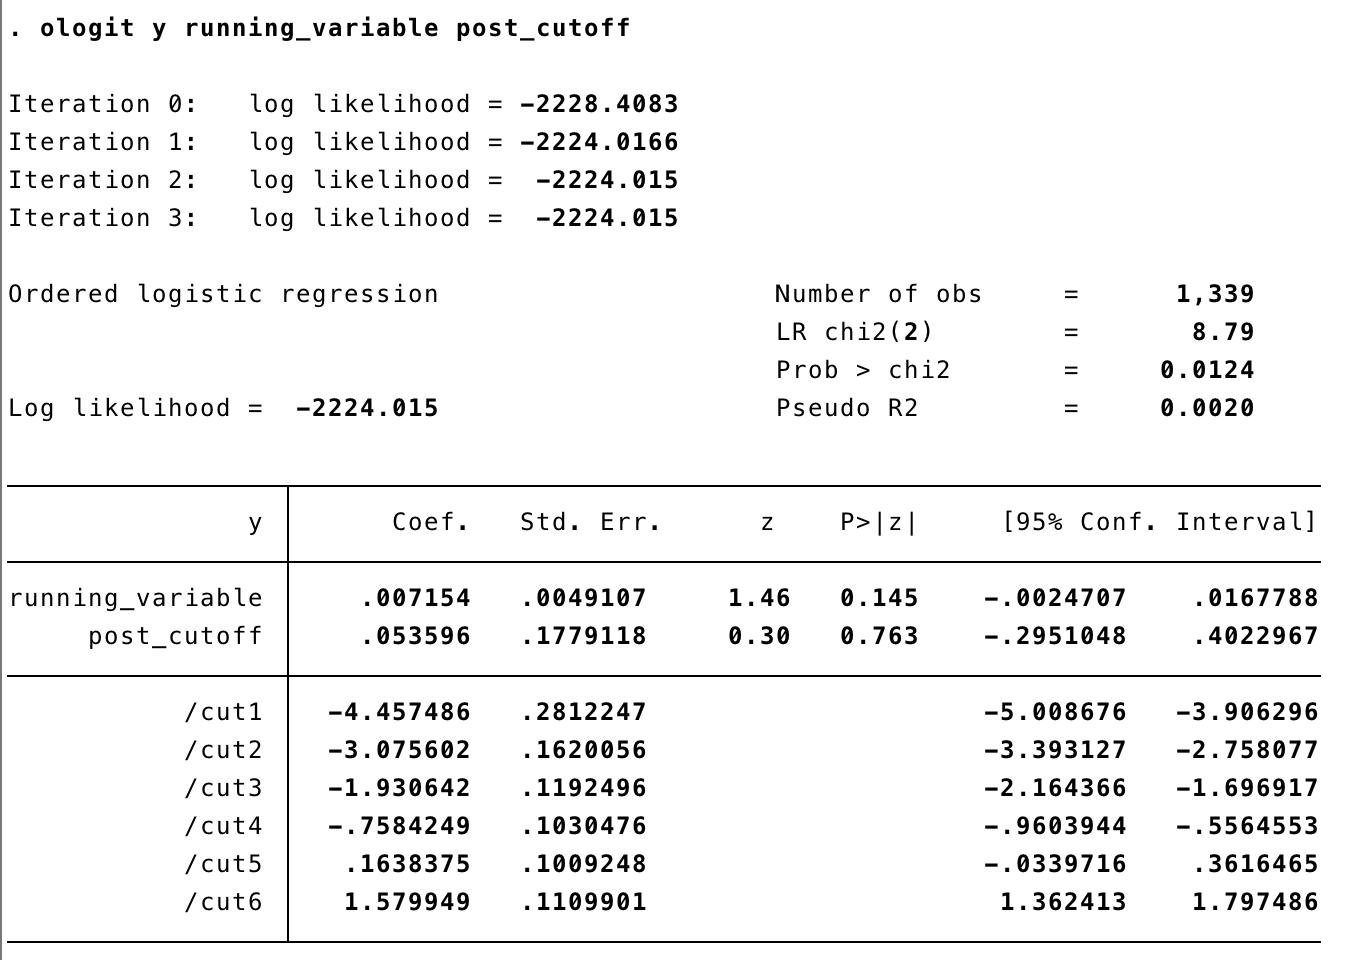 . ologit y running_variable post_cutoff
Iteration 0:   log likelihood = -2228.4083
Iteration 1:   log likelihood = -2224.0166
Iteration 2:   log likelihood =  -2224.015
Iteration 3:   log likelihood =  -2224.015
Ordered logistic regression                     Number of obs     =      1,339
LR chi2(2)        =       8.79
Prob > chi2       =     0.0124
Log likelihood =  -2224.015                     Pseudo R2         =     0.0020
y |      Coef.   Std. Err.      z    P>|z|     [95% Conf. Interval]
running_variable |    .007154   .0049107     1.46   0.145    -.0024707    .0167788
post_cutoff |    .053596   .1779118     0.30   0.763    -.2951048    .4022967
/cut1 |  -4.457486   .2812247                     -5.008676   -3.906296
/cut2 |  -3.075602   .1620056                     -3.393127   -2.758077
/cut3 |  -1.930642   .1192496                     -2.164366   -1.696917
/cut4 |  -.7584249   .1030476                     -.9603944   -.5564553
/cut5 |   .1638375   .1009248                     -.0339716    .3616465
/cut6 |   1.579949   .1109901                      1.362413    1.797486